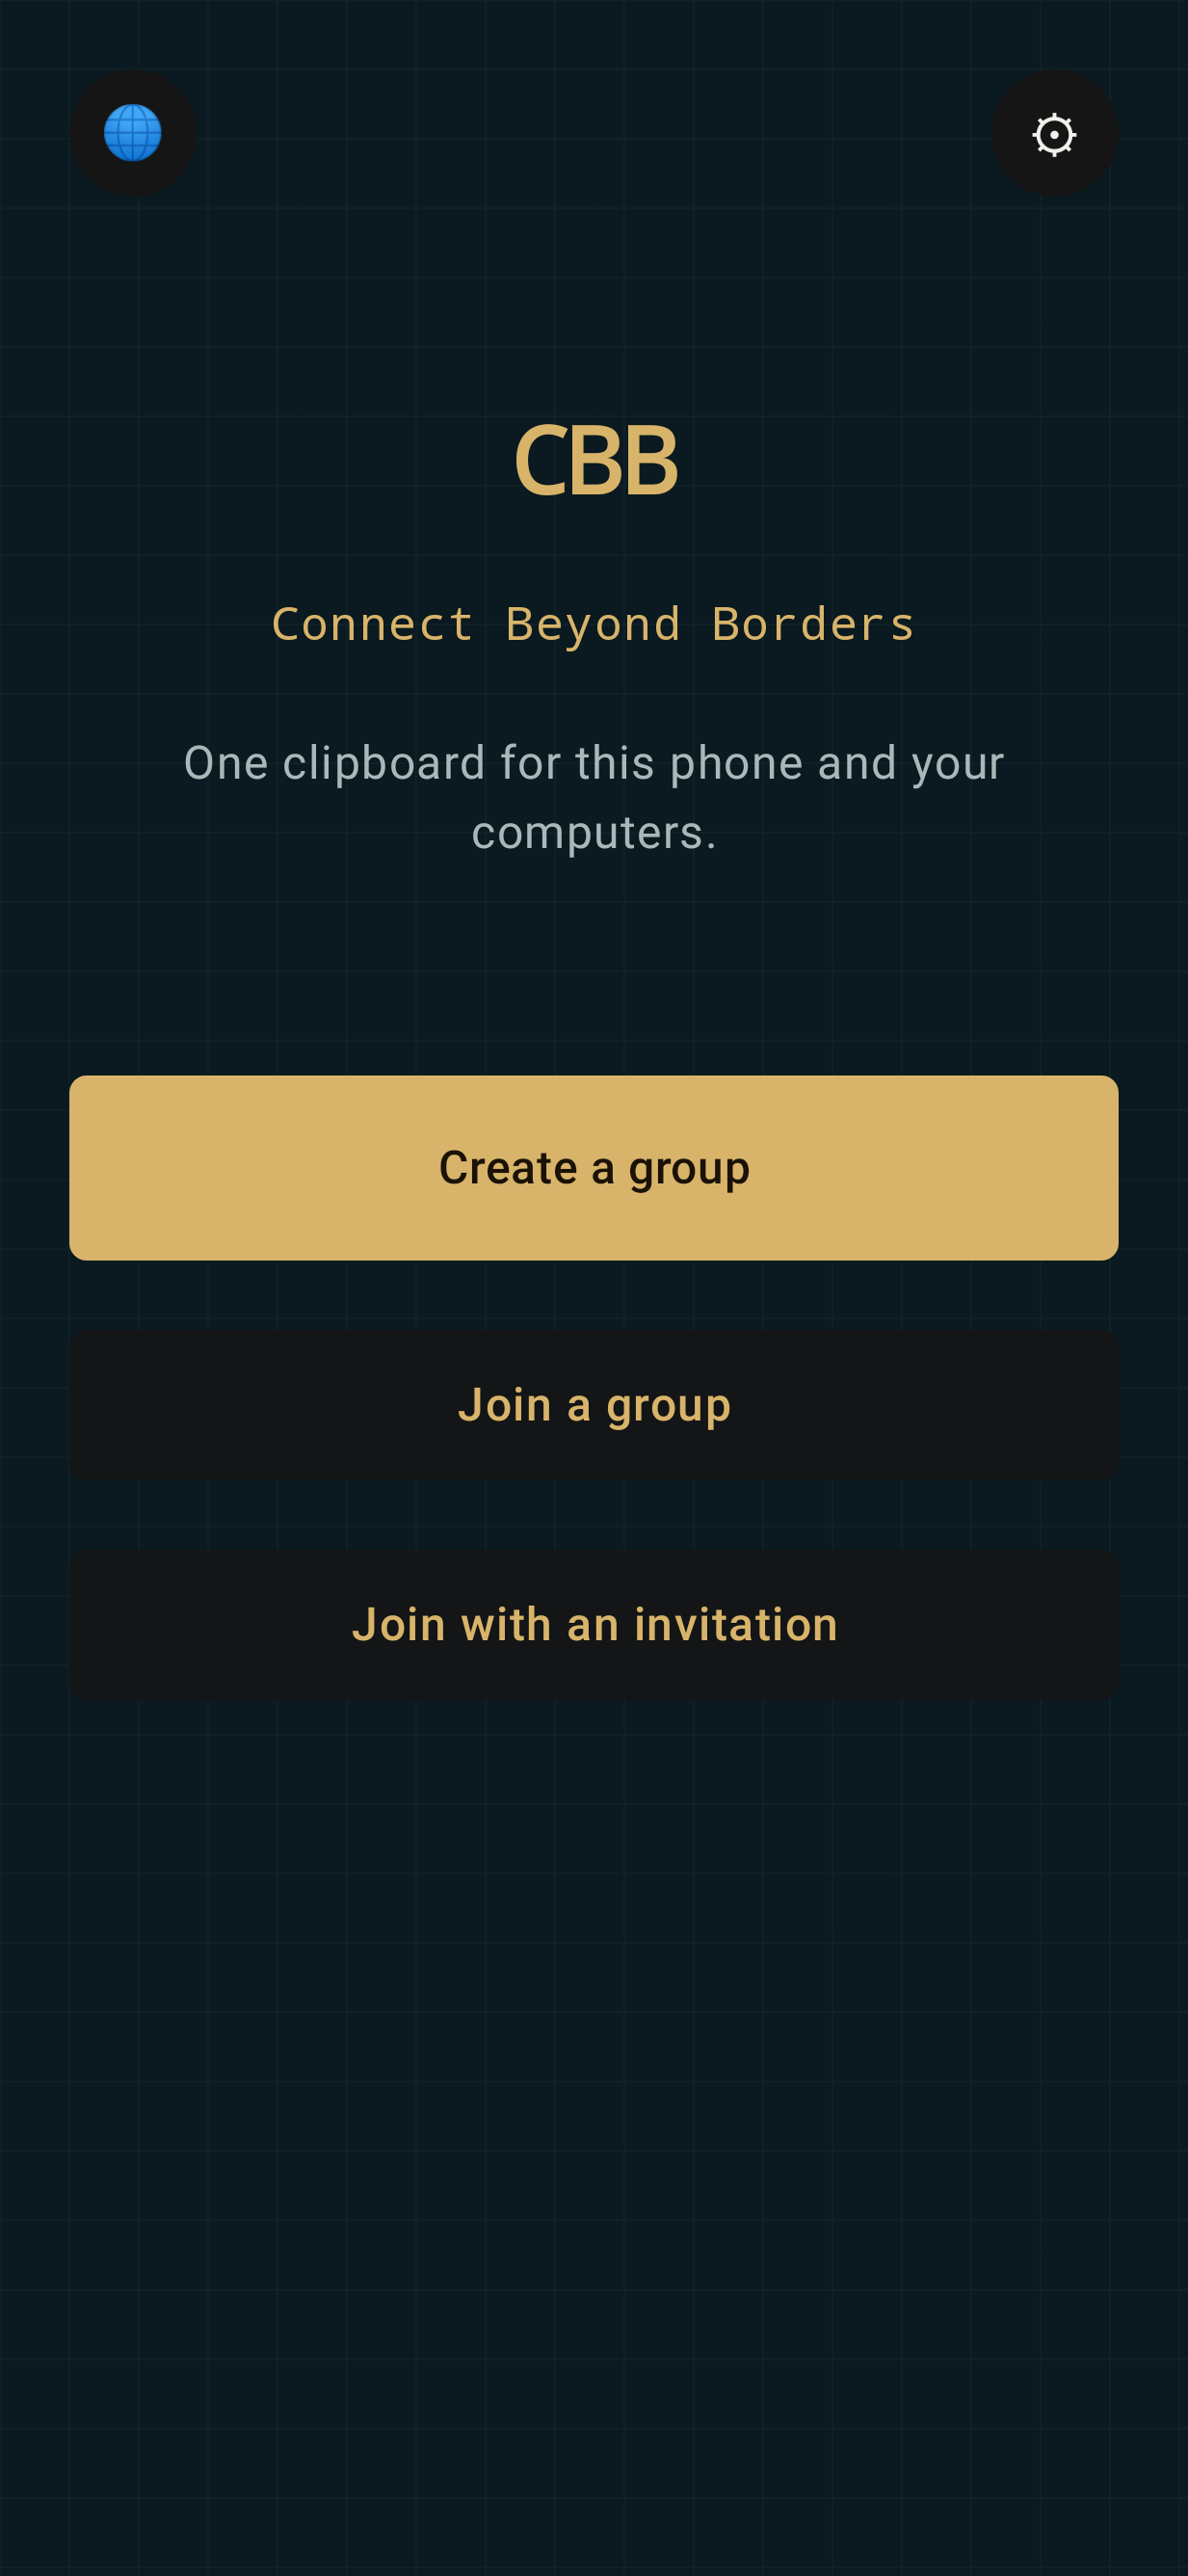 CBB
Connect Beyond Borders
One clipboard for this phone and your
computers.
Create a group
Join a group
Join with an invitation